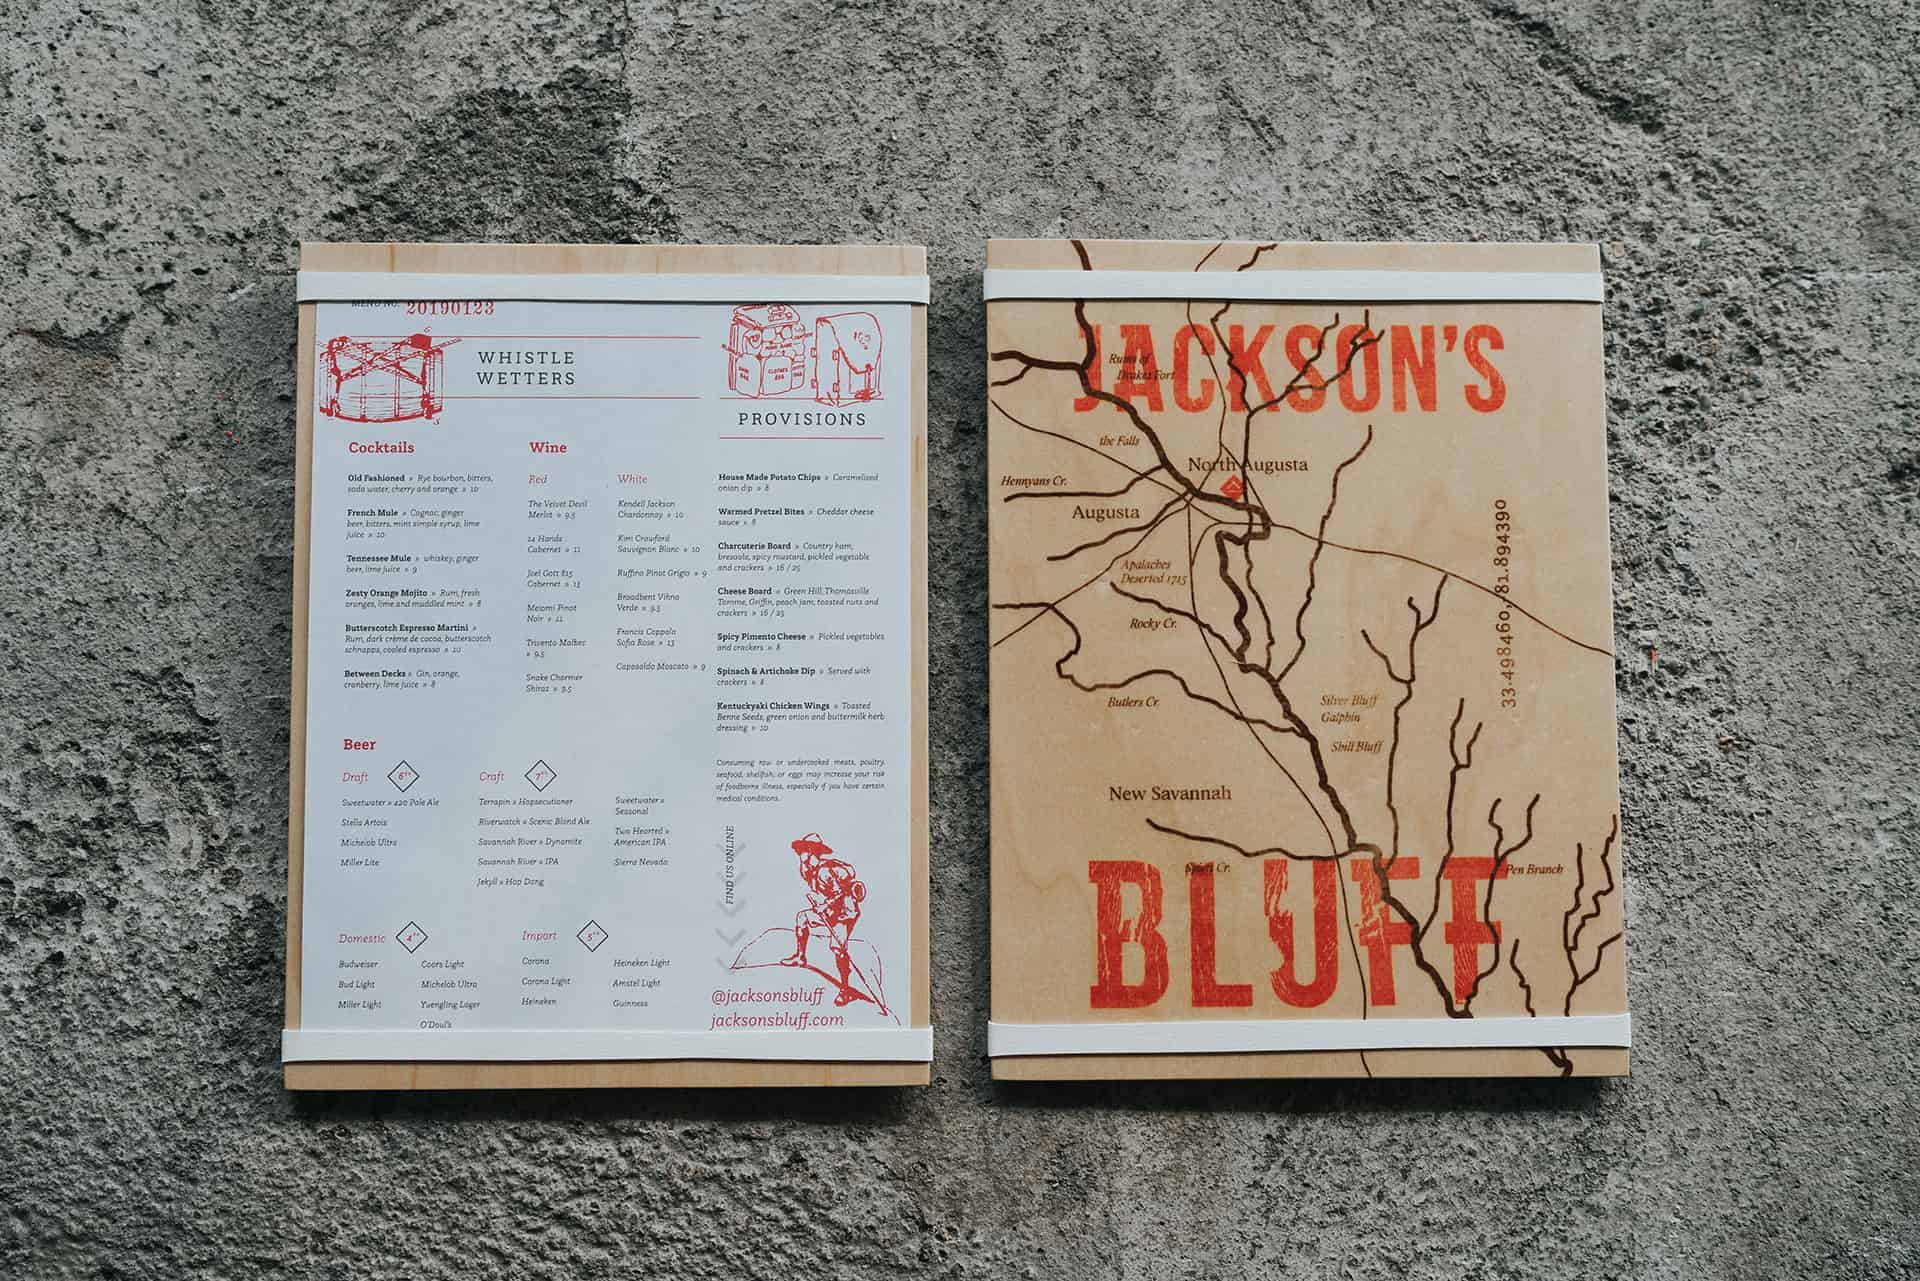 MENU NO. 20190123
WHISTLE
WETTERS
Cocktails
Old Fashioned » Rye bourbon, bitters,
soda water, cherry and orange » 10
French Mule » Cognac, ginger
beer, bitters, mint simple syrup, lime
juice » 10
Tennessee Mule » whiskey, ginger
beer, lime juice » 9
Zesty Orange Mojito » Rum, fresh
oranges, lime and muddled mint » 8
Butterscotch Espresso Martini »
Rum, dark crème de cocoa, butterscotch
schnapps, cooled espresso » 10
Between Decks » Gin, orange,
cranberry, lime juice » 8
Wine
Red
The Velvet Devil
Merlot » 9.5
14 Hands
Cabernet » 11
Joel Gott 815
Cabernet » 13
Meiomi Pinot
Noir » 11
Trivento Malbec
» 9.5
Snake Charmer
Shiraz » 9.5
White
Kendell Jackson
Chardonnay » 10
Kim Crawford
Sauvignon Blanc » 10
Ruffino Pinot Grigio » 9
Broadbent Vihno
Verde » 9.5
Francis Coppola
Sofia Rose » 13
Caposaldo Moscato » 9
Beer
Draft 6
Sweetwater » 420 Pale Ale
Stella Artois
Michelob Ultra
Miller Lite
Craft 7
Terrapin » Hopsecutioner
Riverwatch » Scenic Blond Ale
Savannah River » Dynamite
Savannah River » IPA
Jekyll » Hop Dang
Sweetwater »
Seasonal
Two Hearted »
American IPA
Sierra Nevada
Domestic 4
Budweiser
Bud Light
Miller Light
Coors Light
Michelob Ultra
Yuengling Lager
O'Doul's
Import 5
Corona
Corona Light
Heineken
Heineken Light
Amstel Light
Guinness
PROVISIONS
House Made Potato Chips » Caramelized
onion dip » 8
Warmed Pretzel Bites » Cheddar cheese
sauce » 8
Charcuterie Board » Country ham,
bresaole, spicy mustard, pickled vegetable
and crackers » 16 / 25
Cheese Board » Green Hill, Thomasville
Tomme, Griffin, peach jam, toasted nuts and
crackers » 16 / 25
Spicy Pimento Cheese » Pickled vegetables
and crackers » 8
Spinach & Artichoke Dip » Served with
crackers » 8
Kentuckyaki Chicken Wings » Toasted
Benne Seeds, green onion and buttermilk herb
dressing » 10
Consuming raw or undercooked meats, poultry,
seafood, shellfish, or eggs may increase your risk
of foodborne illness, especially if you have certain
medical conditions.
FIND US ONLINE
@jacksonsbluff
jacksonsbluff.com
JACKSON'S
Ruins of
Drakes Fort
the Falls
North Augusta
Hennyans Cr.
Augusta
Apalaches
Deserted 1715
Rocky Cr.
33.498460,/81.894390
Butlers Cr.
Silver Bluff
Galphin
Shill Bluff
New Savannah
Spirit Cr.
Pen Branch
BLUFF